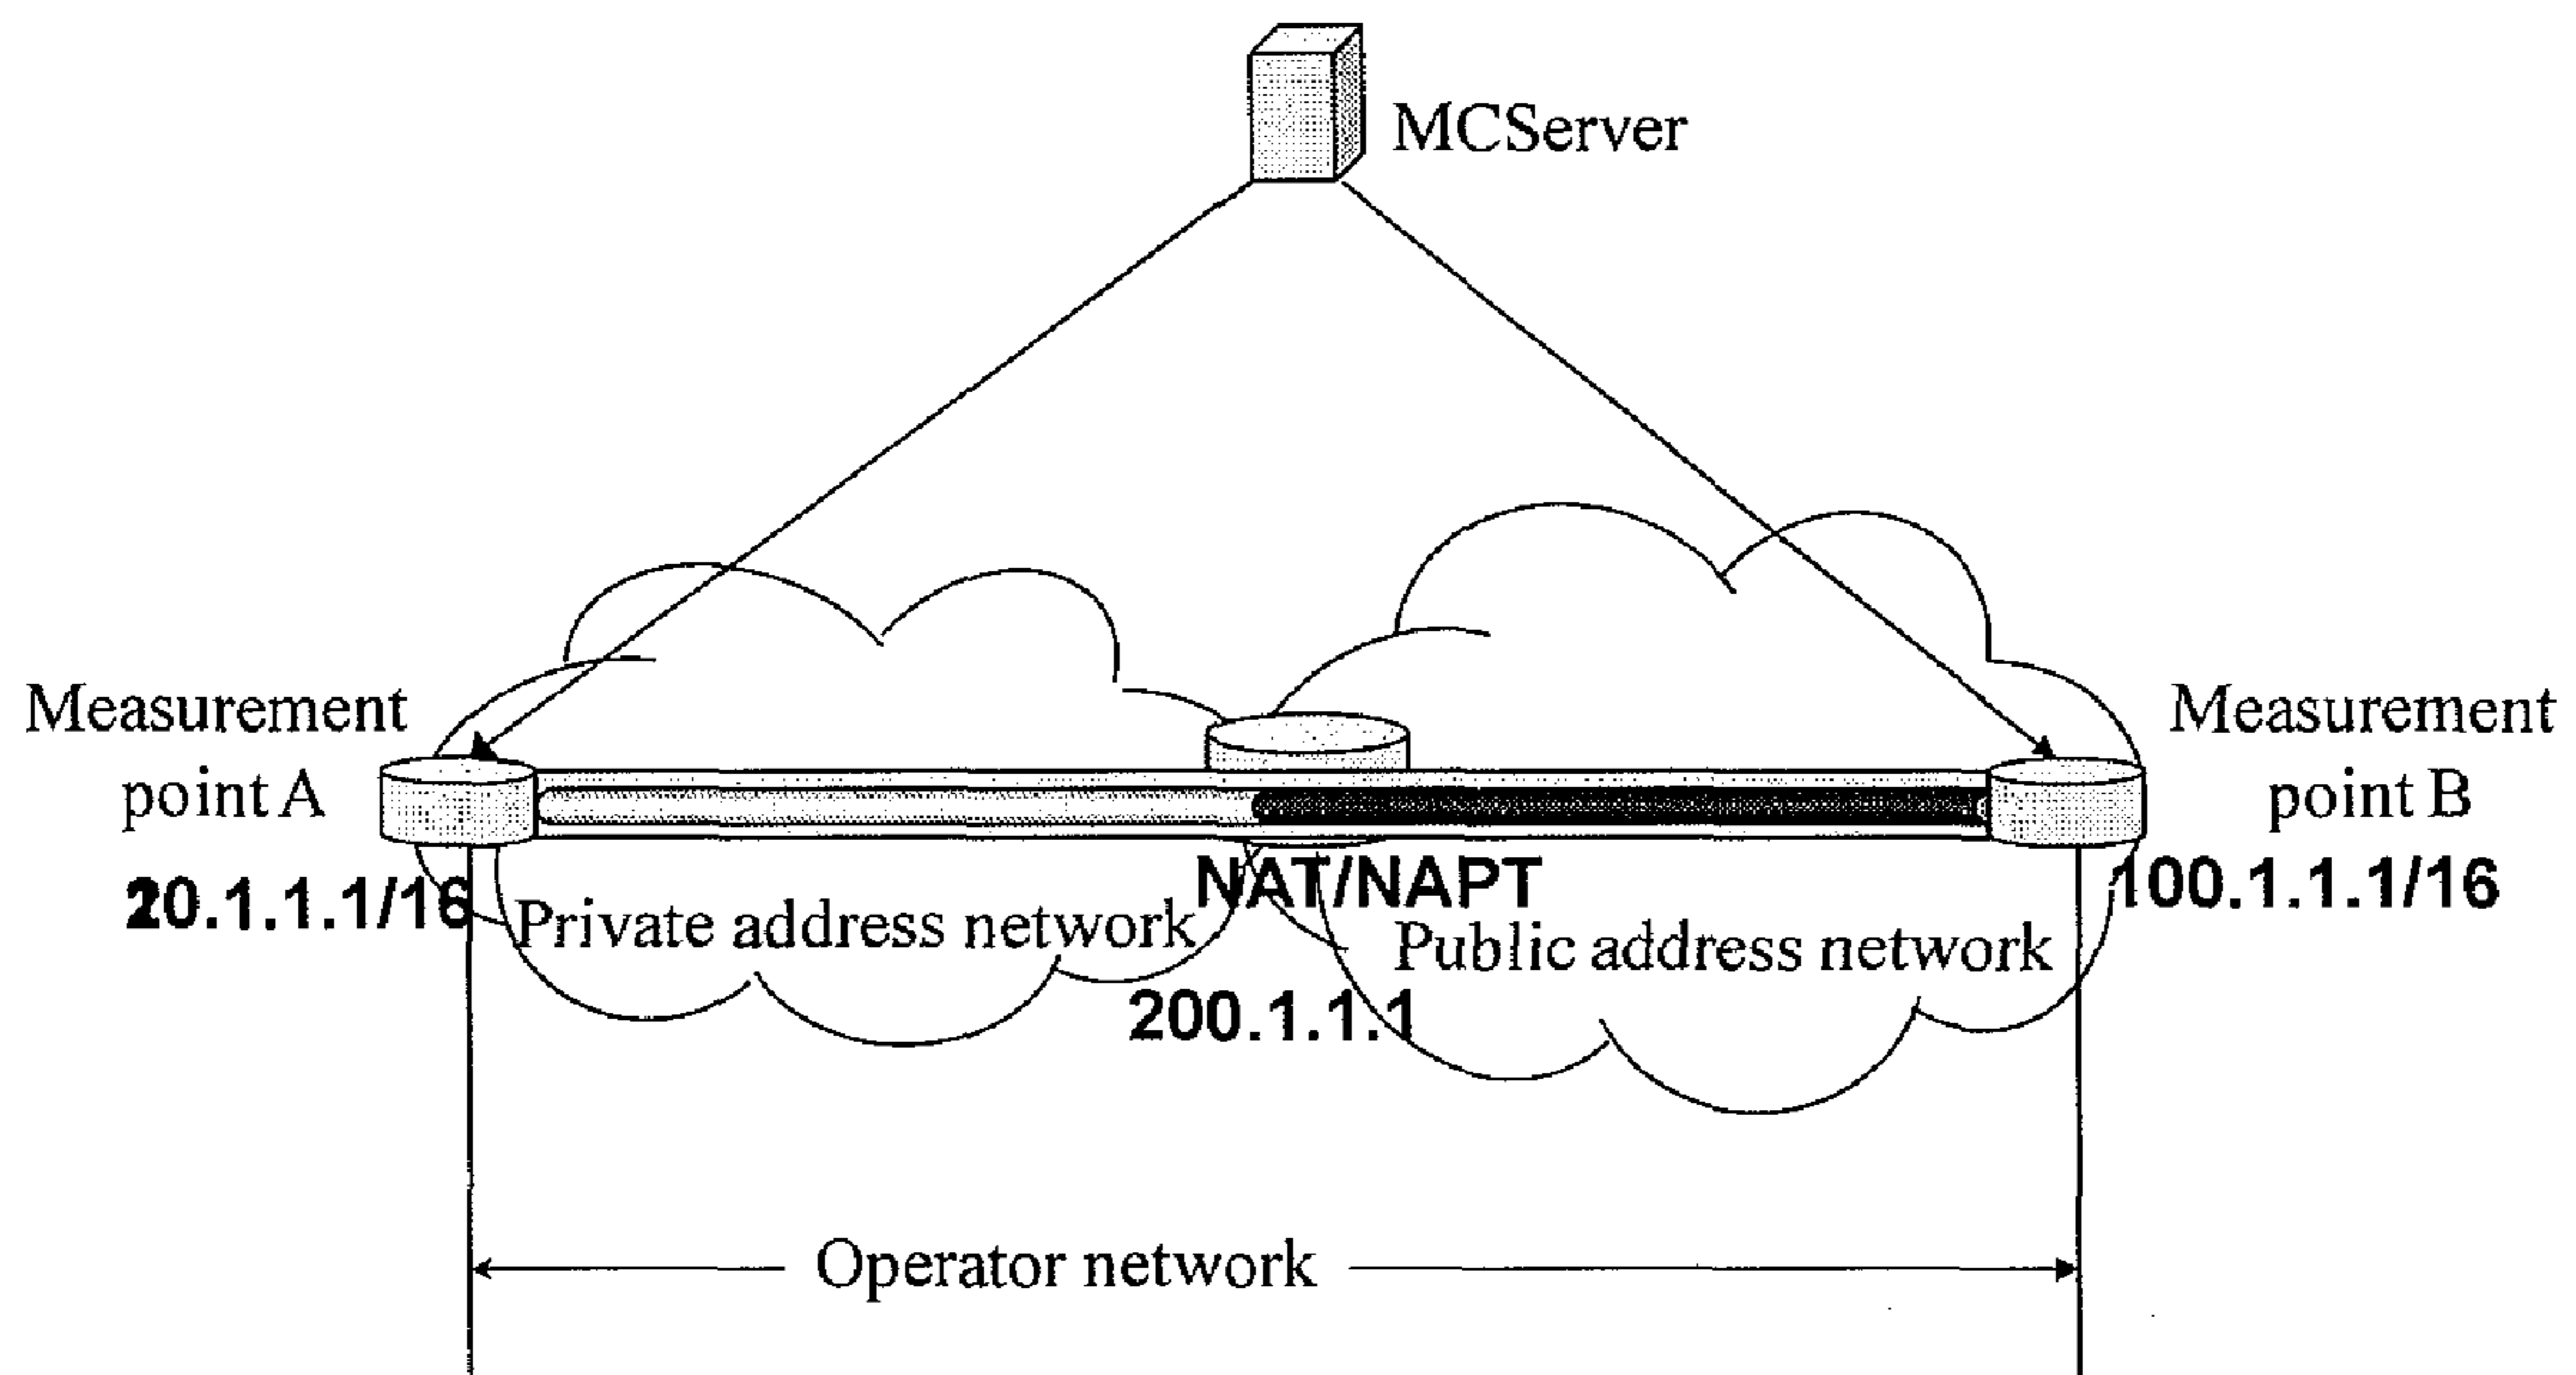 MCServer
Measurement
point A
20.1.1.1/16
Measurement
point B
100.1.1.1/16
NAT/NAPT
Private address network
Public address network
200.1.1.1
Operator network